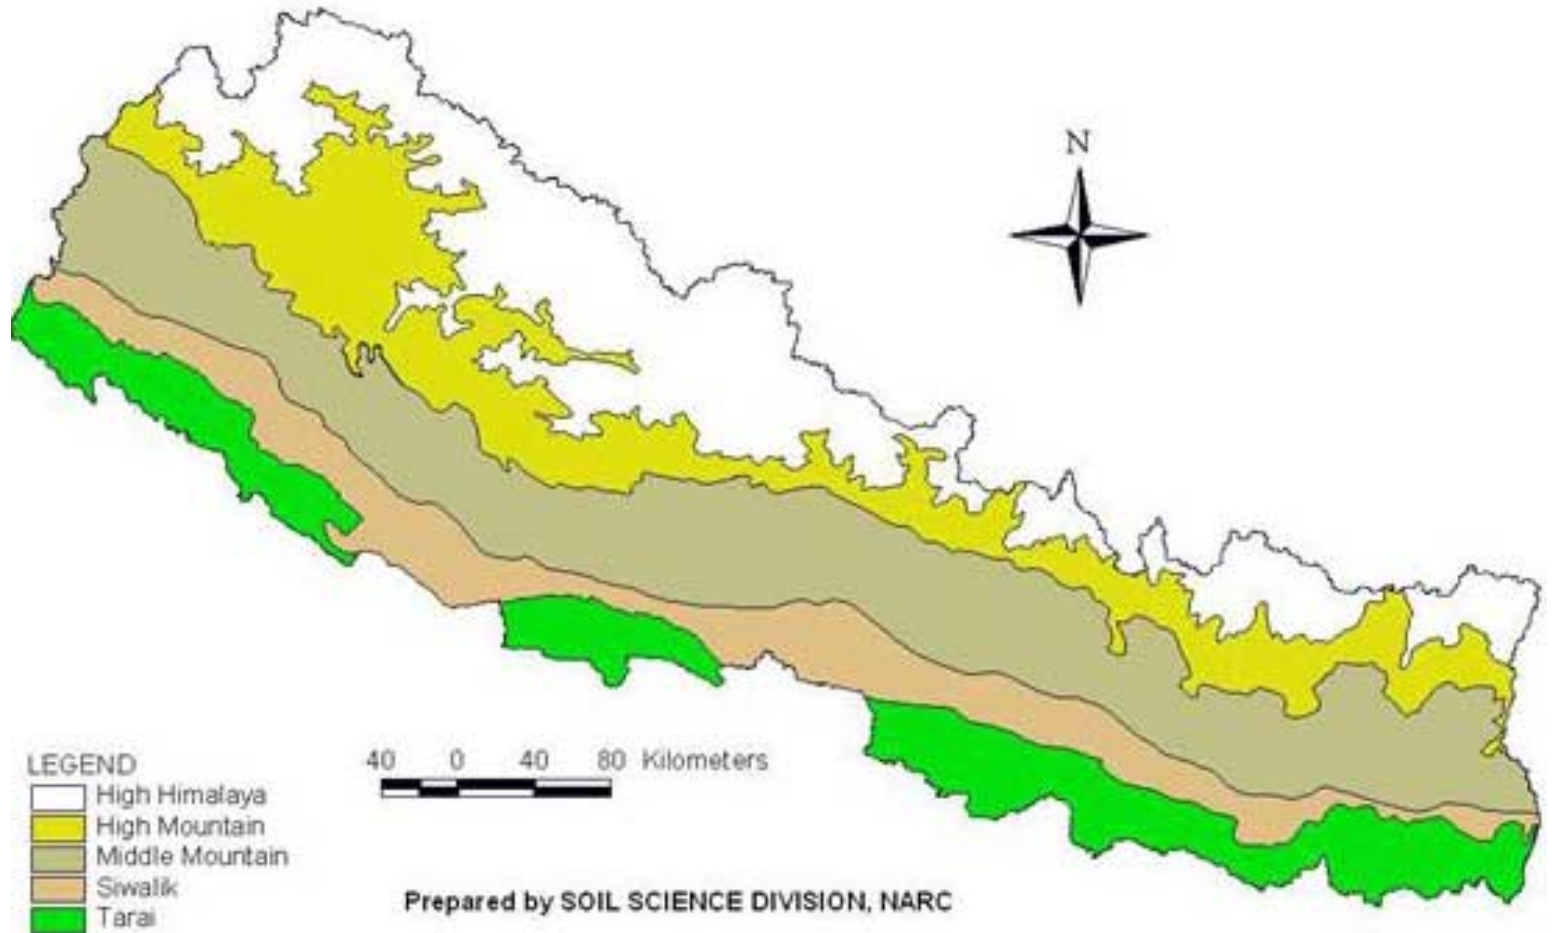 N
LEGEND
40 0 40 80 Kilometers
High Himalaya
High Mountain
Middle Mountain
Siwalik
Tarai
Prepared by SOIL SCIENCE DIVISION, NARC